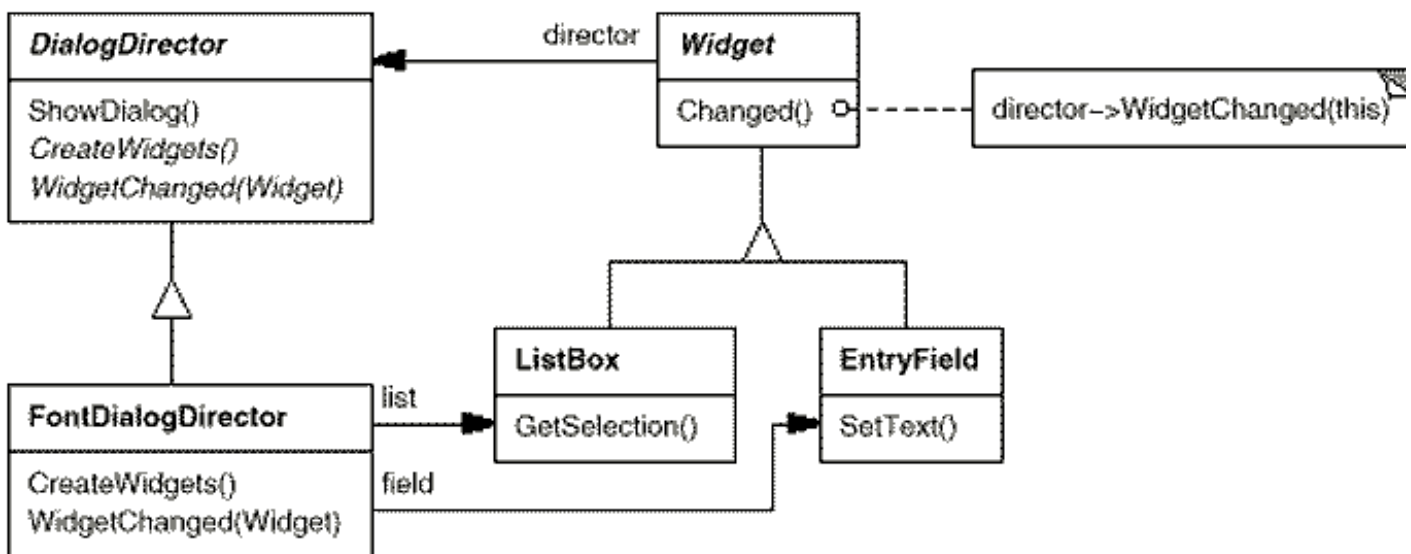 DialogDirector
ShowDialog()
CreateWidgets()
WidgetChanged(Widget)
director
Widget
Changed()
director->WidgetChanged(this)
ListBox
GetSelection()
EntryField
SetText()
FontDialogDirector
CreateWidgets()
WidgetChanged(Widget)
list
field